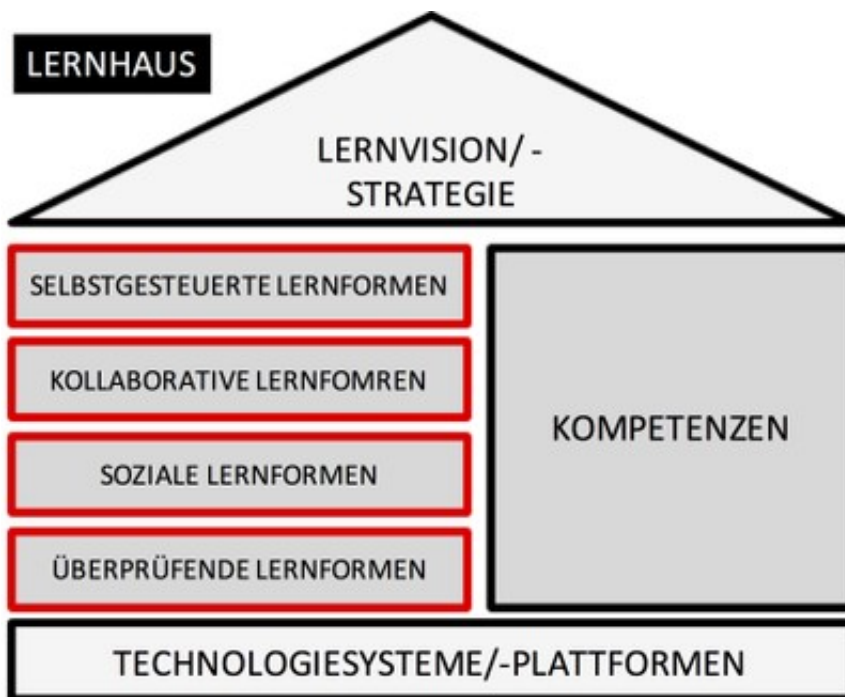 LERNHAUS
LERNVISION/ -
STRATEGIE
SELBSTGESTEUERTE LERNFORMEN
KOLLABORATIVE LERNFOMREN
SOZIALE LERNFORMEN
ÜBERPRÜFENDE LERNFORMEN
KOMPETENZEN
TECHNOLOGIESYSTEME/-PLATTFORMEN